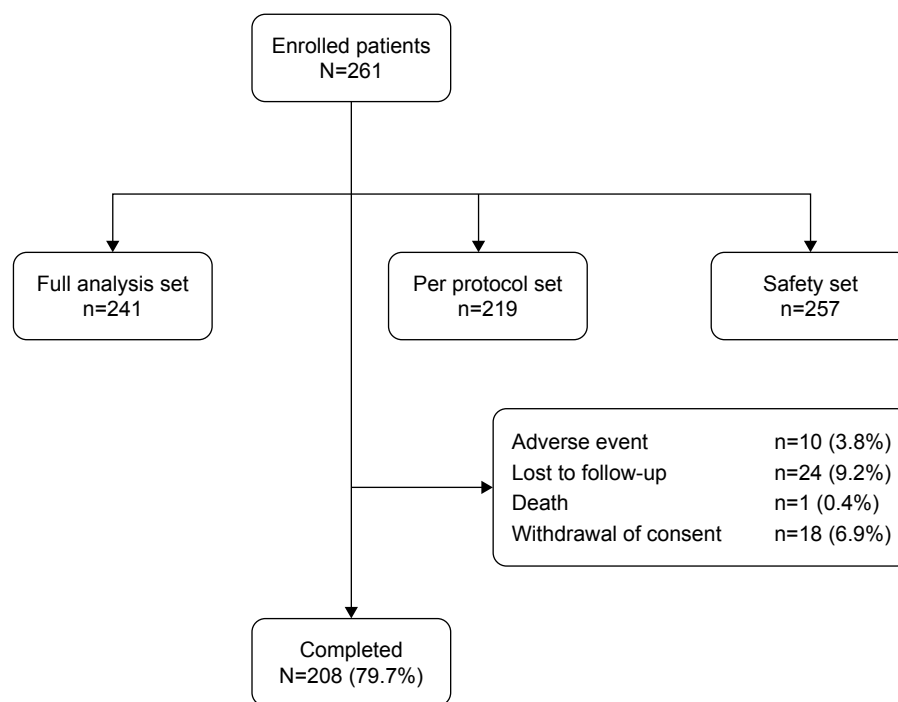 Enrolled patients
N=261
Full analysis set
n=241
Per protocol set
n=219
Safety set
n=257
Adverse event n=10 (3.8%)
Lost to follow-up n=24 (9.2%)
Death n=1 (0.4%)
Withdrawal of consent n=18 (6.9%)
Completed
N=208 (79.7%)